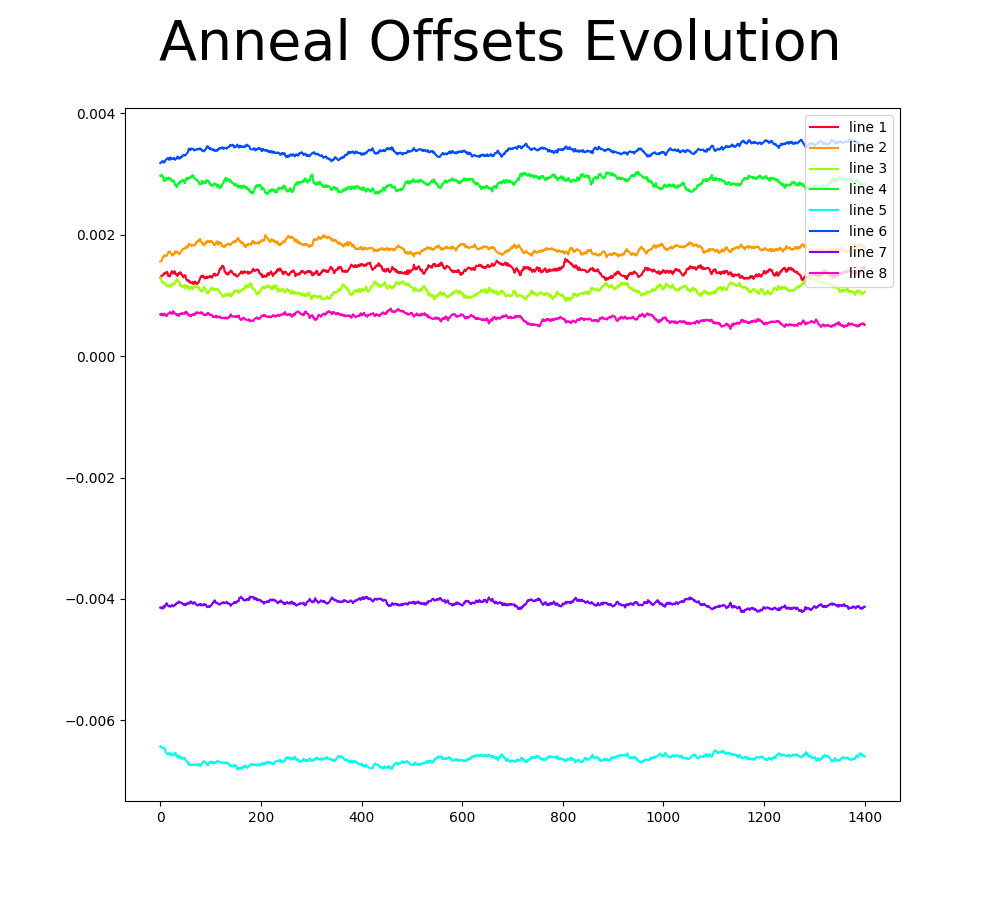 Anneal Offsets Evolution
0.004
0.002
0.000
−0.002
−0.004
−0.006
0 200 400 600 800 1000 1200 1400
line 1
line 2
line 3
line 4
line 5
line 6
line 7
line 8